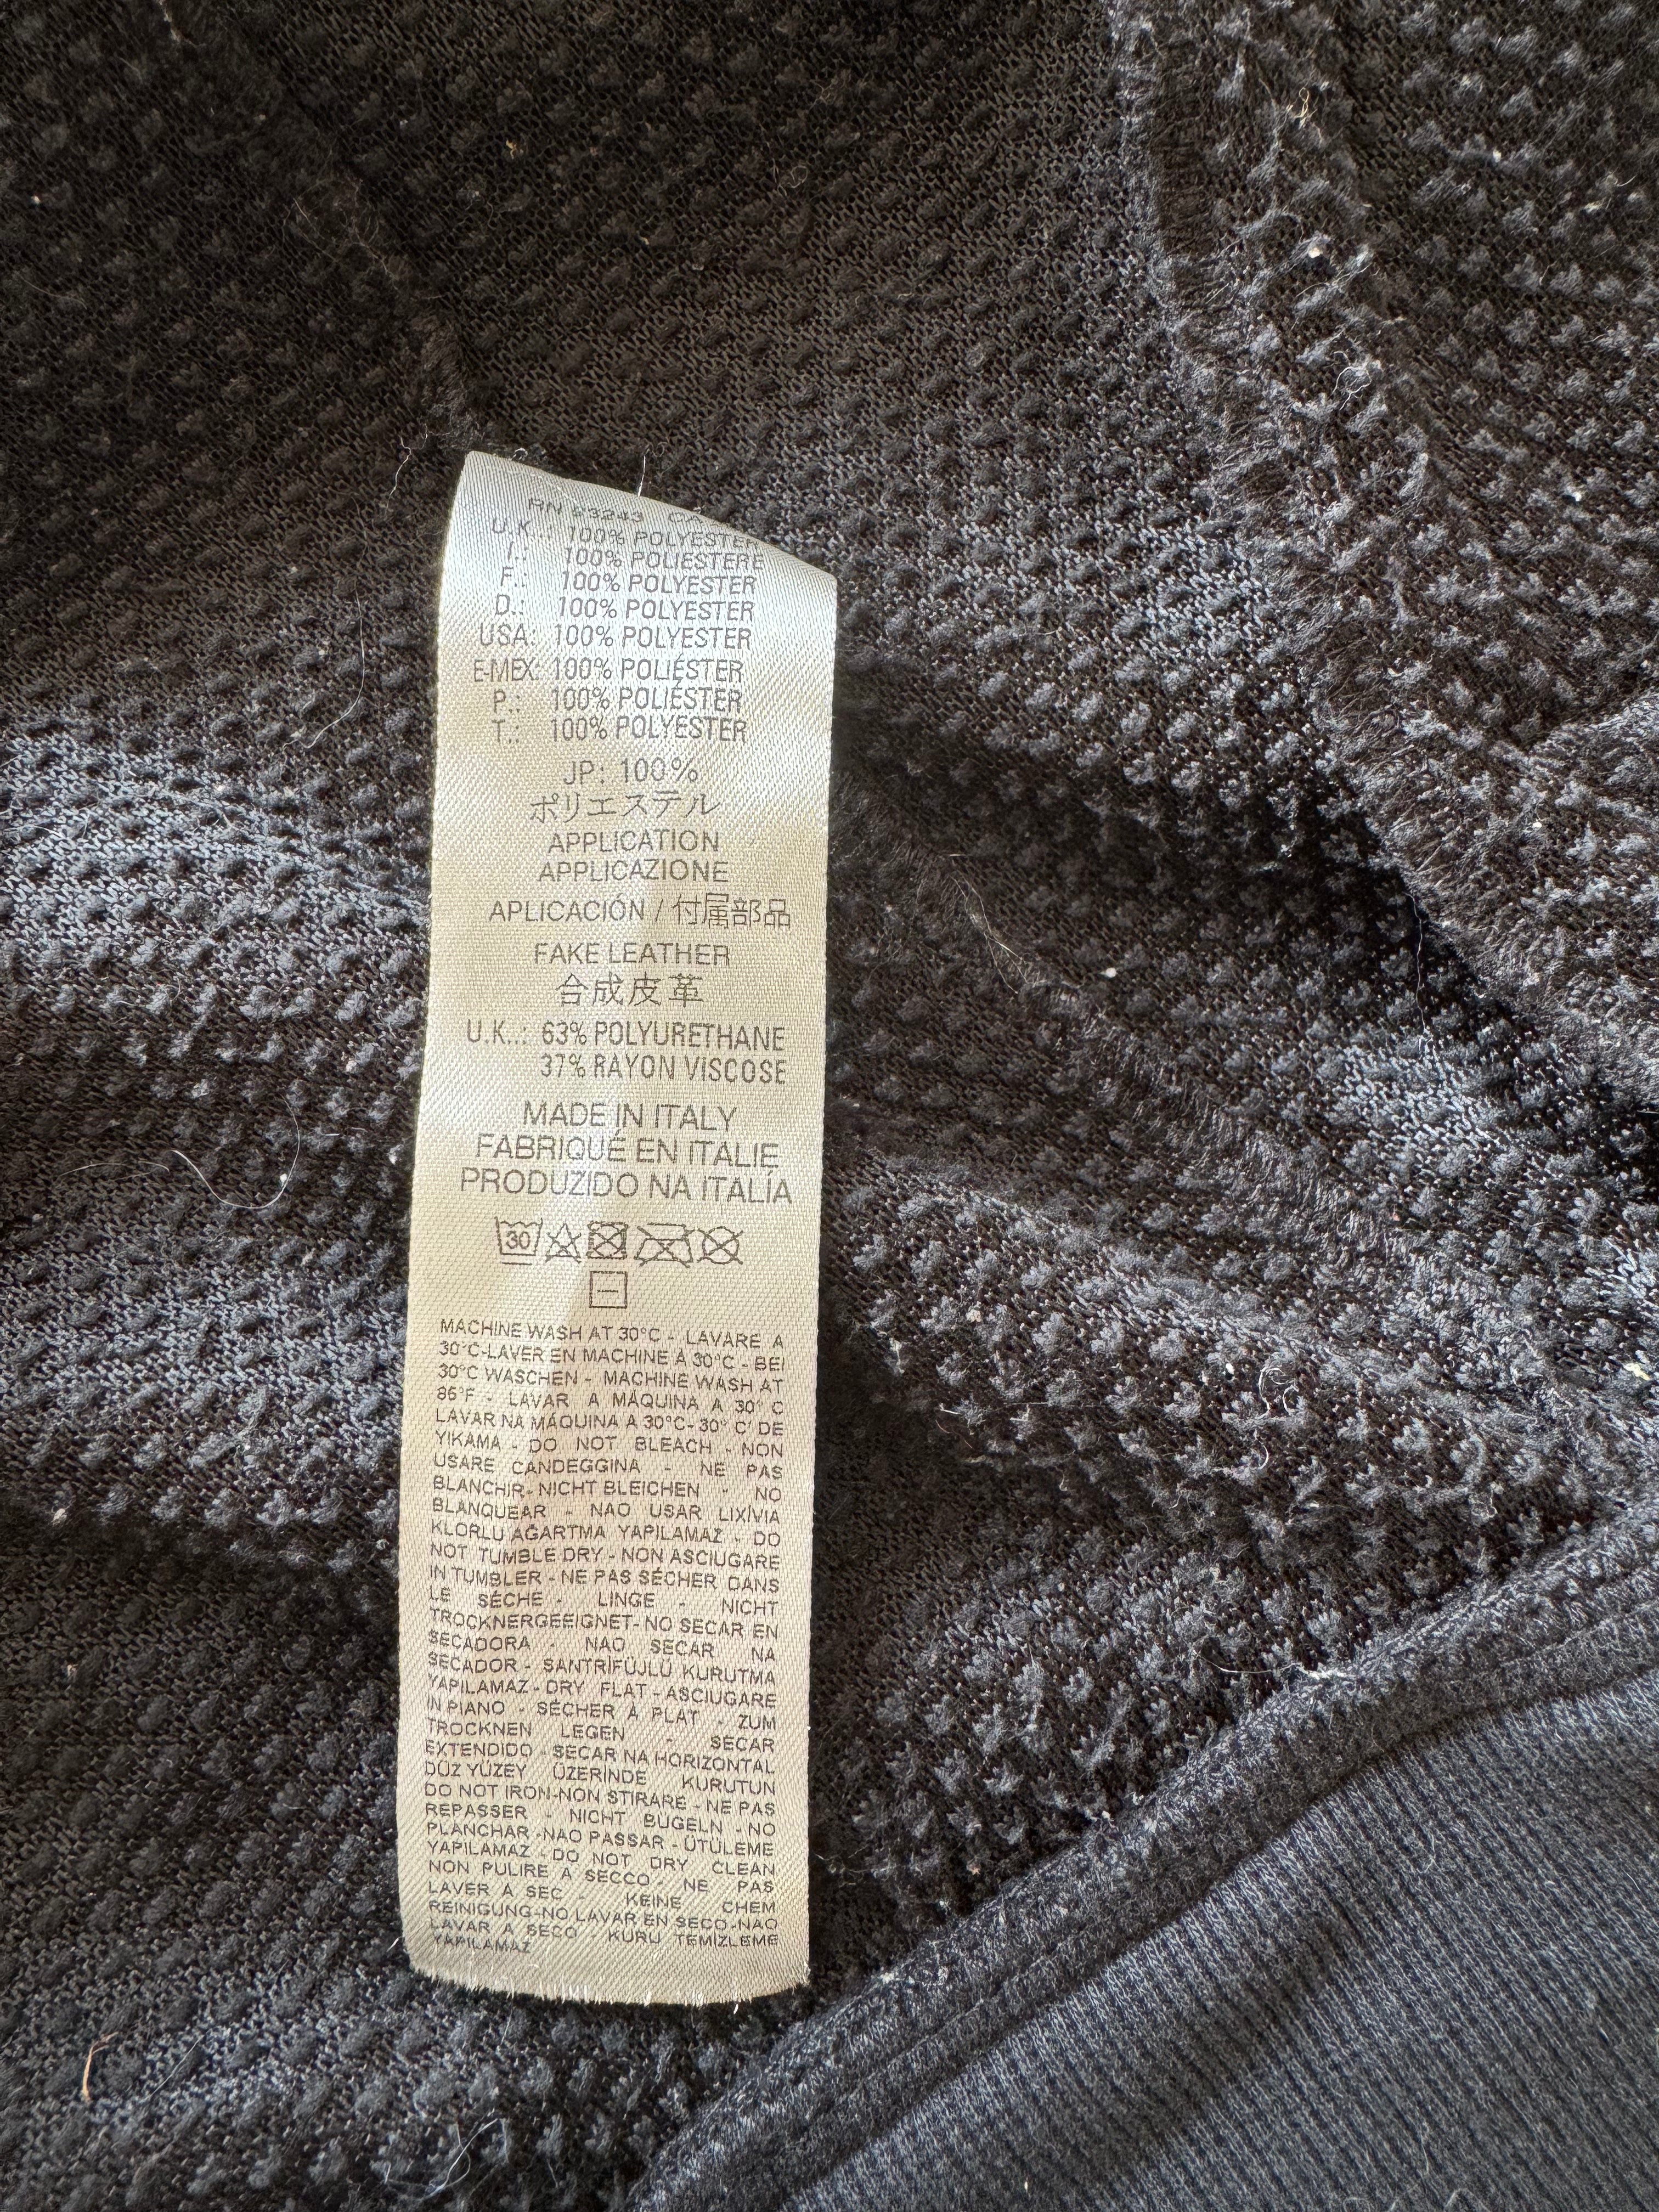 RN 93243 CA
U.K.: 100% POLYESTER
I.: 100% POLIESTERE
F.: 100% POLYESTER
D.: 100% POLYESTER
USA: 100% POLYESTER
E-MEX: 100% POLIÉSTER
P.: 100% POLIÉSTER
T.: 100% POLYESTER
JP: 100%
ポリエステル
APPLICATION
APPLICAZIONE
APLICACIÓN / 付属部品
FAKE LEATHER
合成皮革
U.K..: 63% POLYURETHANE
37% RAYON VISCOSE
MADE IN ITALY
FABRIQUÉ EN ITALIE
PRODUZIDO NA ITALIA
30
MACHINE WASH AT 30°C - LAVARE A
30°C-LAVER EN MACHINE À 30°C - BEI
30°C WASCHEN - MACHINE WASH AT
86°F - LAVAR A MÁQUINA A 30° C
LAVAR NA MÁQUINA A 30°C- 30° C' DE
YIKAMA - DO NOT BLEACH - NON
USARE CANDEGGINA - NE PAS
BLANCHIR- NICHT BLEICHEN - NO
BLANQUEAR - NAO USAR LIXÍVIA
KLORLU AĞARTMA YAPILAMAZ - DO
NOT TUMBLE DRY - NON ASCIUGARE
IN TUMBLER - NE PAS SÉCHER DANS
LE SÉCHE - LINGE - NICHT
TROCKNERGEEIGNET- NO SECAR EN
SECADORA - NAO SECAR NA
SECADOR - SANTRİFÜJLÜ KURUTMA
YAPILAMAZ - DRY FLAT - ASCIUGARE
IN PIANO - SÉCHER À PLAT - ZUM
TROCKNEN LEGEN - SECAR
EXTENDIDO - SECAR NA HORIZONTAL
DÜZ YÜZEY ÜZERİNDE KURUTUN
DO NOT IRON-NON STIRARE - NE PAS
REPASSER - NICHT BÜGELN - NO
PLANCHAR -NAO PASSAR - ÜTÜLEME
YAPILAMAZ - DO NOT DRY CLEAN
NON PULIRE A SECCO - NE PAS
LAVER À SEC - KEINE CHEM
REINIGUNG-NO LAVAR EN SECO-NAO
LAVAR A SECO - KURU TEMİZLEME
YAPILAMAZ